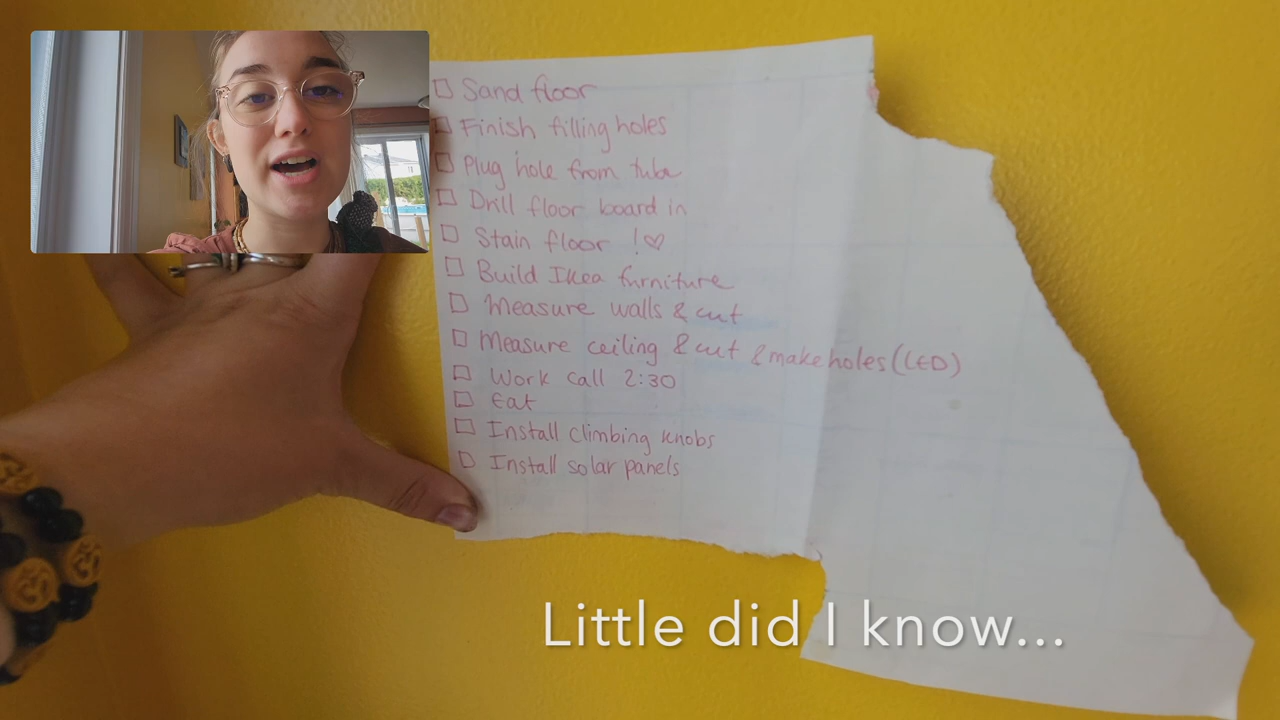 Sand floor
Finish filling holes
Plug hole from tube
Drill floor board in
Stain floor !♡
Build Ikea furniture
Measure walls & cut
Measure ceiling & cut & make holes (LED)
Work call 2:30
Eat
Install climbing knobs
Install solar panels
Little did I know...